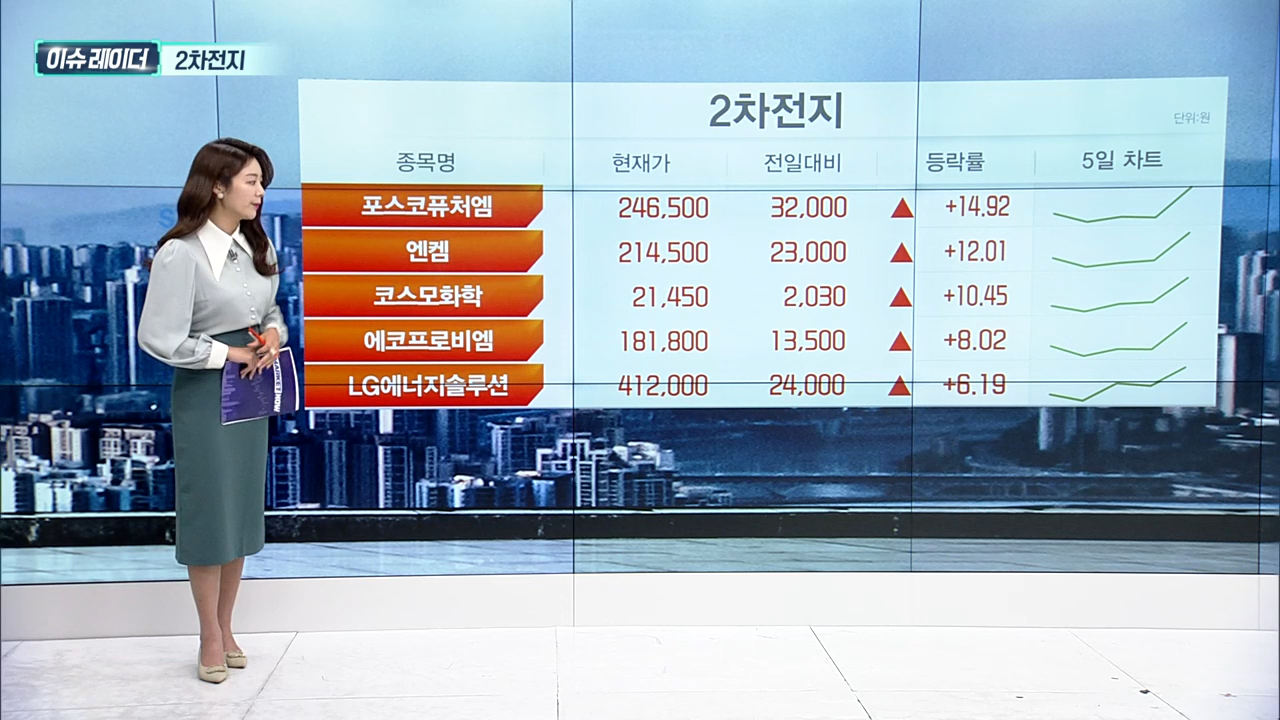 이슈 레이더 2차전지
2차전지
단위:원
종목명 현재가 전일대비 등락률 5일 차트
포스코퓨처엠 246,500 32,000 ▲ +14.92
엔켐 214,500 23,000 ▲ +12.01
코스모화학 21,450 2,030 ▲ +10.45
에코프로비엠 181,800 13,500 ▲ +8.02
LG에너지솔루션 412,000 24,000 ▲ +6.19